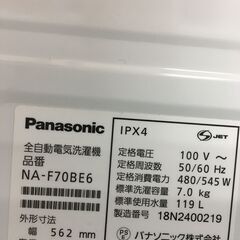 Panasonic
全自動電気洗濯機
品番
NA-F70BE6
外形寸法
幅 562 mm
IPX4
S JET
定格電圧 100 V ~
定格周波数 50/60 Hz
定格消費電力 480/545 W
標準洗濯容量 7.0 kg
標準使用水量 119 L
製造番号 18N2400219
PS E
パナソニック株式会社